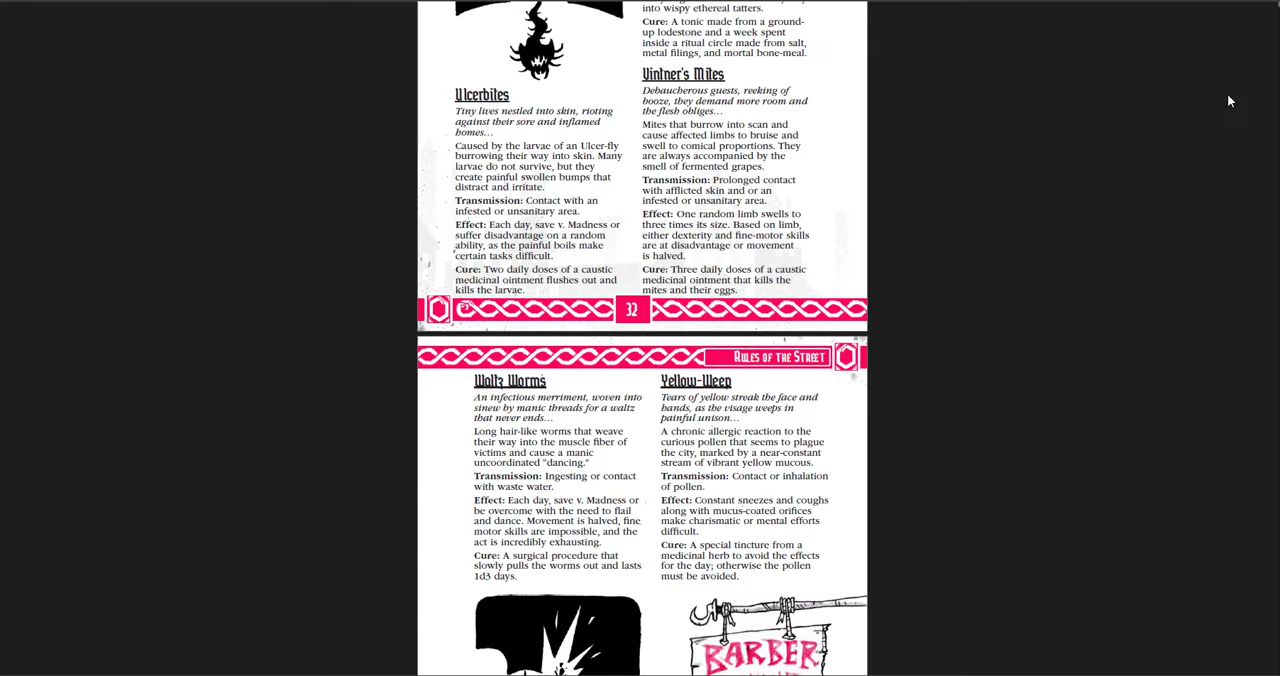 Ulcerbites
Tiny lives nestled into skin, rioting
against their sore and inflamed
homes…
Caused by the larvae of an Ulcer-fly
burrowing their way into skin. Many
larvae do not survive, but they
create painful swollen bumps that
distract and irritate.
Transmission: Contact with an
infested or unsanitary area.
Effect: Each day, save v. Madness or
suffer disadvantage on a random
ability, as the painful boils make
certain tasks difficult.
Cure: Two daily doses of a caustic
medicinal ointment flushes out and
kills the larvae.
into wispy ethereal tatters.
Cure: A tonic made from a ground-
up lodestone and a week spent
inside a ritual circle made from salt,
metal filings, and mortal bone-meal.
Vintner's Mites
Debaucherous guests, reeking of
booze, they demand more room and
the flesh obliges…
Mites that burrow into scan and
cause affected limbs to bruise and
swell to comical proportions. They
are always accompanied by the
smell of fermented grapes.
Transmission: Prolonged contact
with afflicted skin and or an
infested or unsanitary area.
Effect: One random limb swells to
three times its size. Based on limb,
either dexterity and fine-motor skills
are at disadvantage or movement
is halved.
Cure: Three daily doses of a caustic
medicinal ointment that kills the
mites and their eggs.
32
Rules of the Street
Waltz Worms
An infectious merriment, woven into
sinew by manic threads for a waltz
that never ends…
Long hair-like worms that weave
their way into the muscle fiber of
victims and cause a manic
uncoordinated "dancing."
Transmission: Ingesting or contact
with waste water.
Effect: Each day, save v. Madness or
be overcome with the need to flail
and dance. Movement is halved, fine
motor skills are impossible, and the
act is incredibly exhausting.
Cure: A surgical procedure that
slowly pulls the worms out and lasts
1d3 days.
Yellow-Weep
Tears of yellow streak the face and
hands, as the visage weeps in
painful unison…
A chronic allergic reaction to the
curious pollen that seems to plague
the city, marked by a near-constant
stream of vibrant yellow mucous.
Transmission: Contact or inhalation
of pollen.
Effect: Constant sneezes and coughs
along with mucus-coated orifices
make charismatic or mental efforts
difficult.
Cure: A special tincture from a
medicinal herb to avoid the effects
for the day; otherwise the pollen
must be avoided.
BARBER